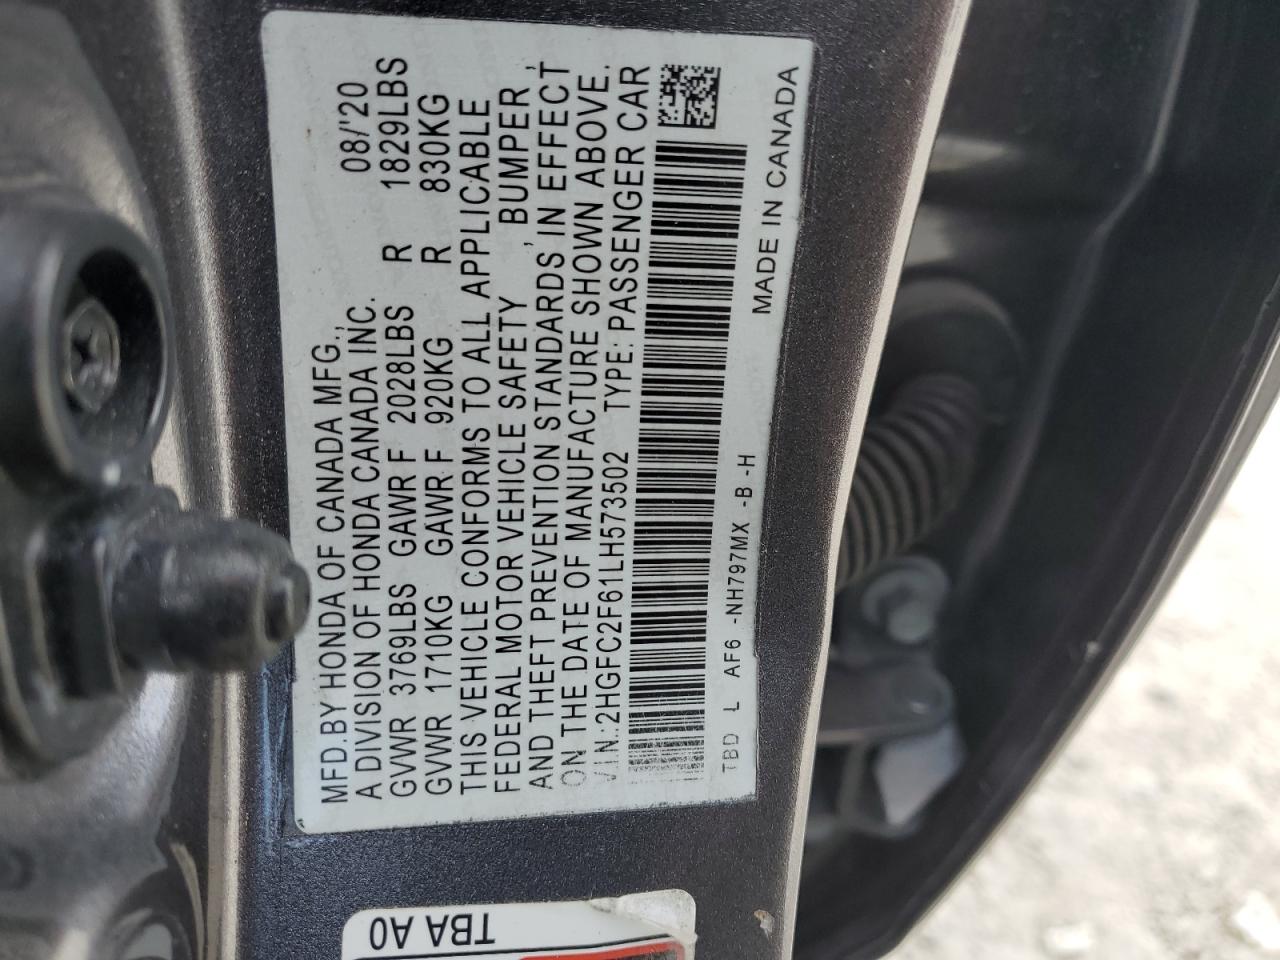 MFD.BY HONDA OF CANADA MFG., 08/'20
A DIVISION OF HONDA CANADA INC.
GVWR 3769LBS GAWR F 2028LBS R 1829LBS
GVWR 1710KG GAWR F 920KG R 830KG
THIS VEHICLE CONFORMS TO ALL APPLICABLE
FEDERAL MOTOR VEHICLE SAFETY , BUMPER ,
AND THEFT PREVENTION STANDARDS IN EFFECT
ON THE DATE OF MANUFACTURE SHOWN ABOVE.
VIN.:2HGFC2F61LH573502 TYPE:PASSENGER CAR
TBD L AF6 -NH797MX -B -H
MADE IN CANADA
TBA A0